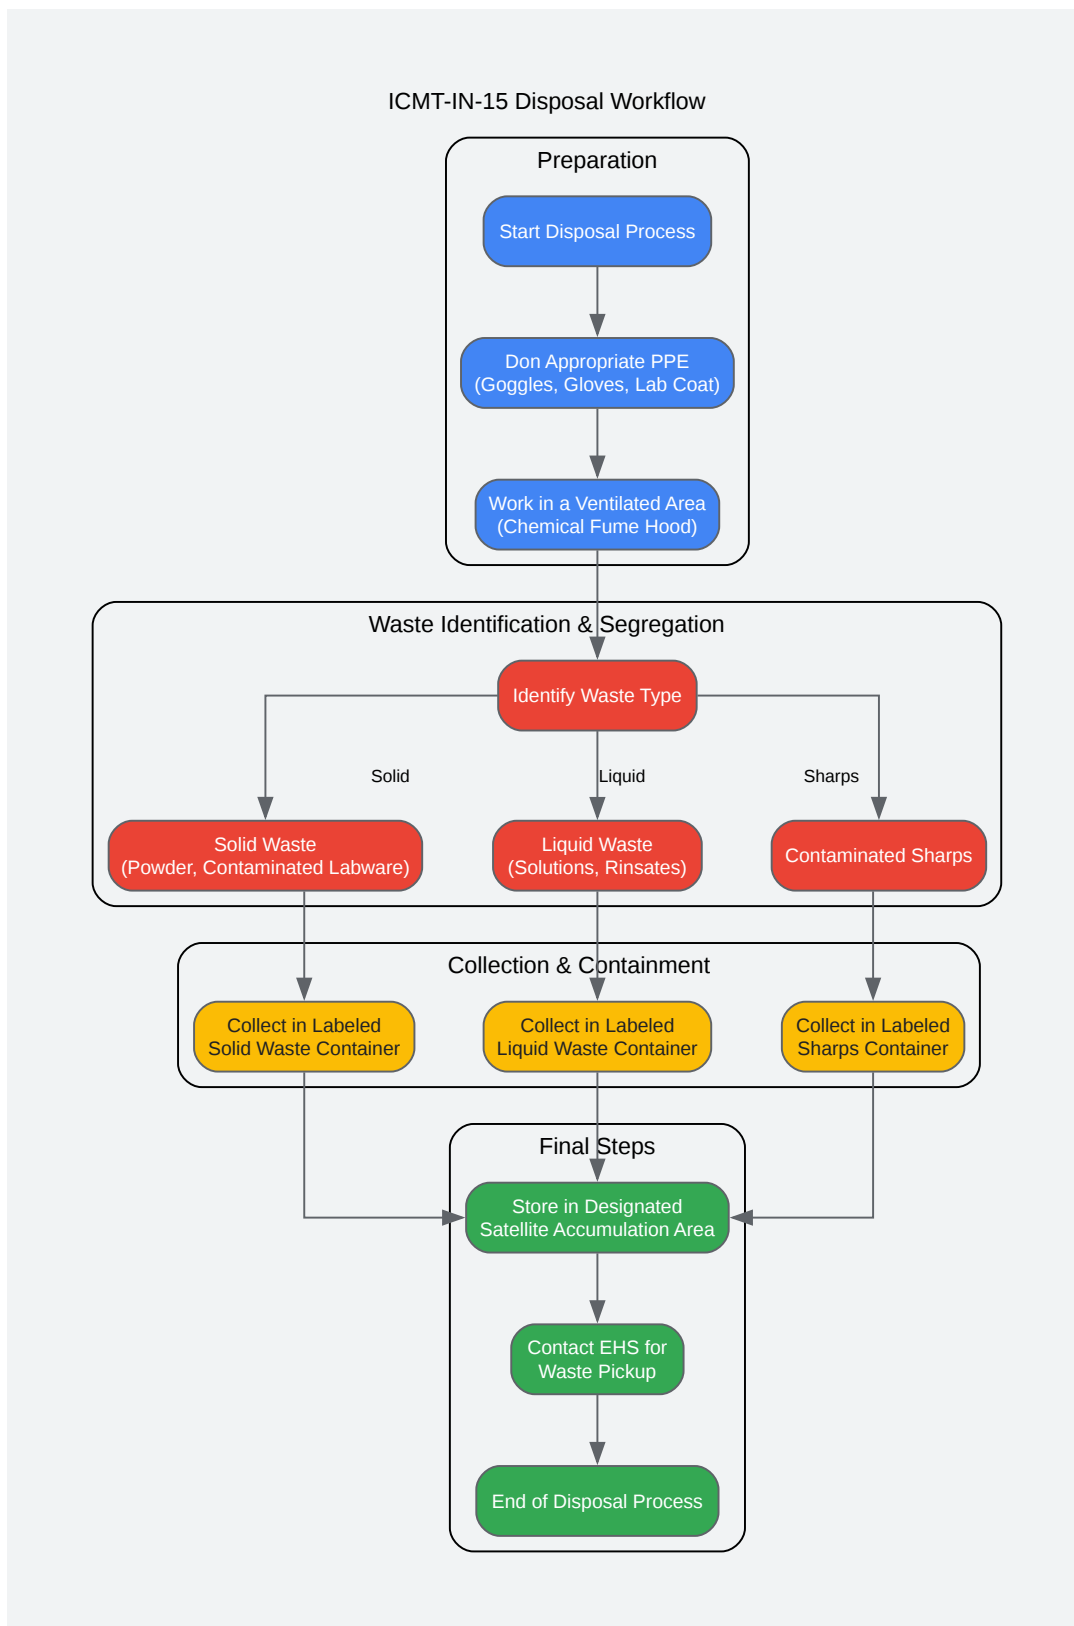 ICMT-IN-15 Disposal Workflow
Preparation
Start Disposal Process
Don Appropriate PPE
(Goggles, Gloves, Lab Coat)
Work in a Ventilated Area
(Chemical Fume Hood)
Waste Identification & Segregation
Identify Waste Type
Solid
Liquid
Sharps
Solid Waste
(Powder, Contaminated Labware)
Liquid Waste
(Solutions, Rinsates)
Contaminated Sharps
Collection & Containment
Collect in Labeled
Solid Waste Container
Collect in Labeled
Liquid Waste Container
Collect in Labeled
Sharps Container
Final Steps
Store in Designated
Satellite Accumulation Area
Contact EHS for
Waste Pickup
End of Disposal Process